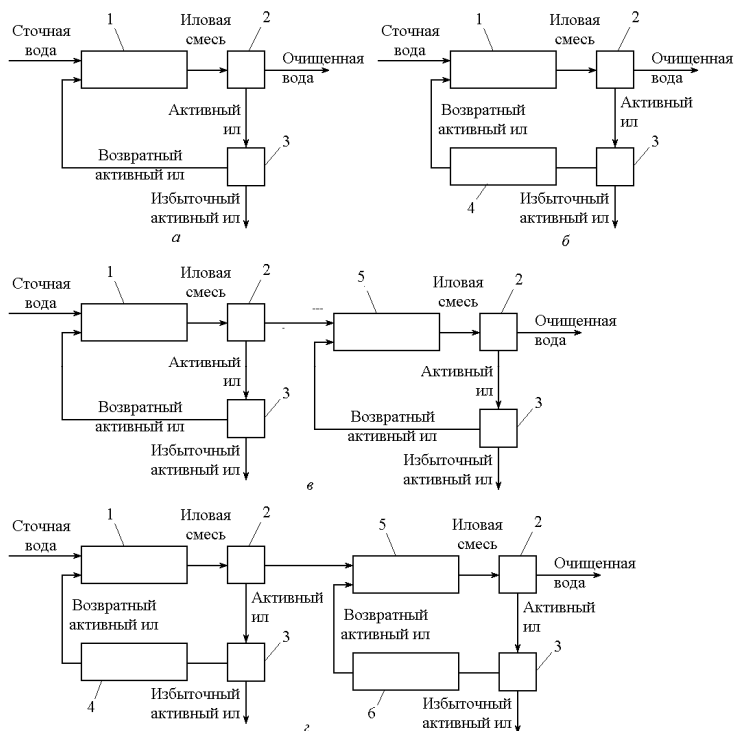 1
Иловая
смесь
2
Сточная
вода
Очищенная
вода
Активный
ил
Возвратный
активный ил
3
Избыточный
активный ил
а
1
Иловая
смесь
2
Сточная
вода
Очищенная
вода
Возвратный
активный ил
Активный
ил
3
4
Избыточный
активный ил
б
1
Иловая
смесь
2
Сточная
вода
Активный
ил
Возвратный
активный ил
3
Избыточный
активный ил
5
Иловая
смесь
2
Очищенная
вода
Активный
ил
Возвратный
активный ил
3
Избыточный
активный ил
в
1
Иловая
смесь
2
Сточная
вода
Возвратный
активный ил
Активный
ил
3
4
Избыточный
активный ил
5
Иловая
смесь
2
Очищенная
вода
Возвратный
активный ил
Активный
ил
3
6
Избыточный
активный ил
г